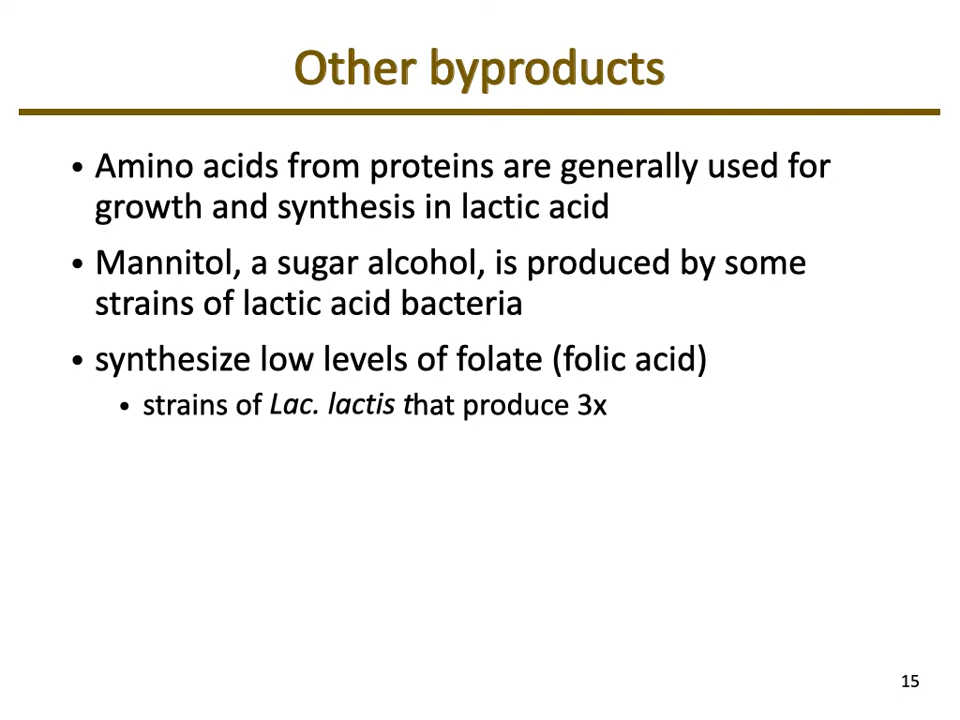 Other byproducts
• Amino acids from proteins are generally used for
growth and synthesis in lactic acid
• Mannitol, a sugar alcohol, is produced by some
strains of lactic acid bacteria
• synthesize low levels of folate (folic acid)
• strains of Lac. lactis that produce 3x
15